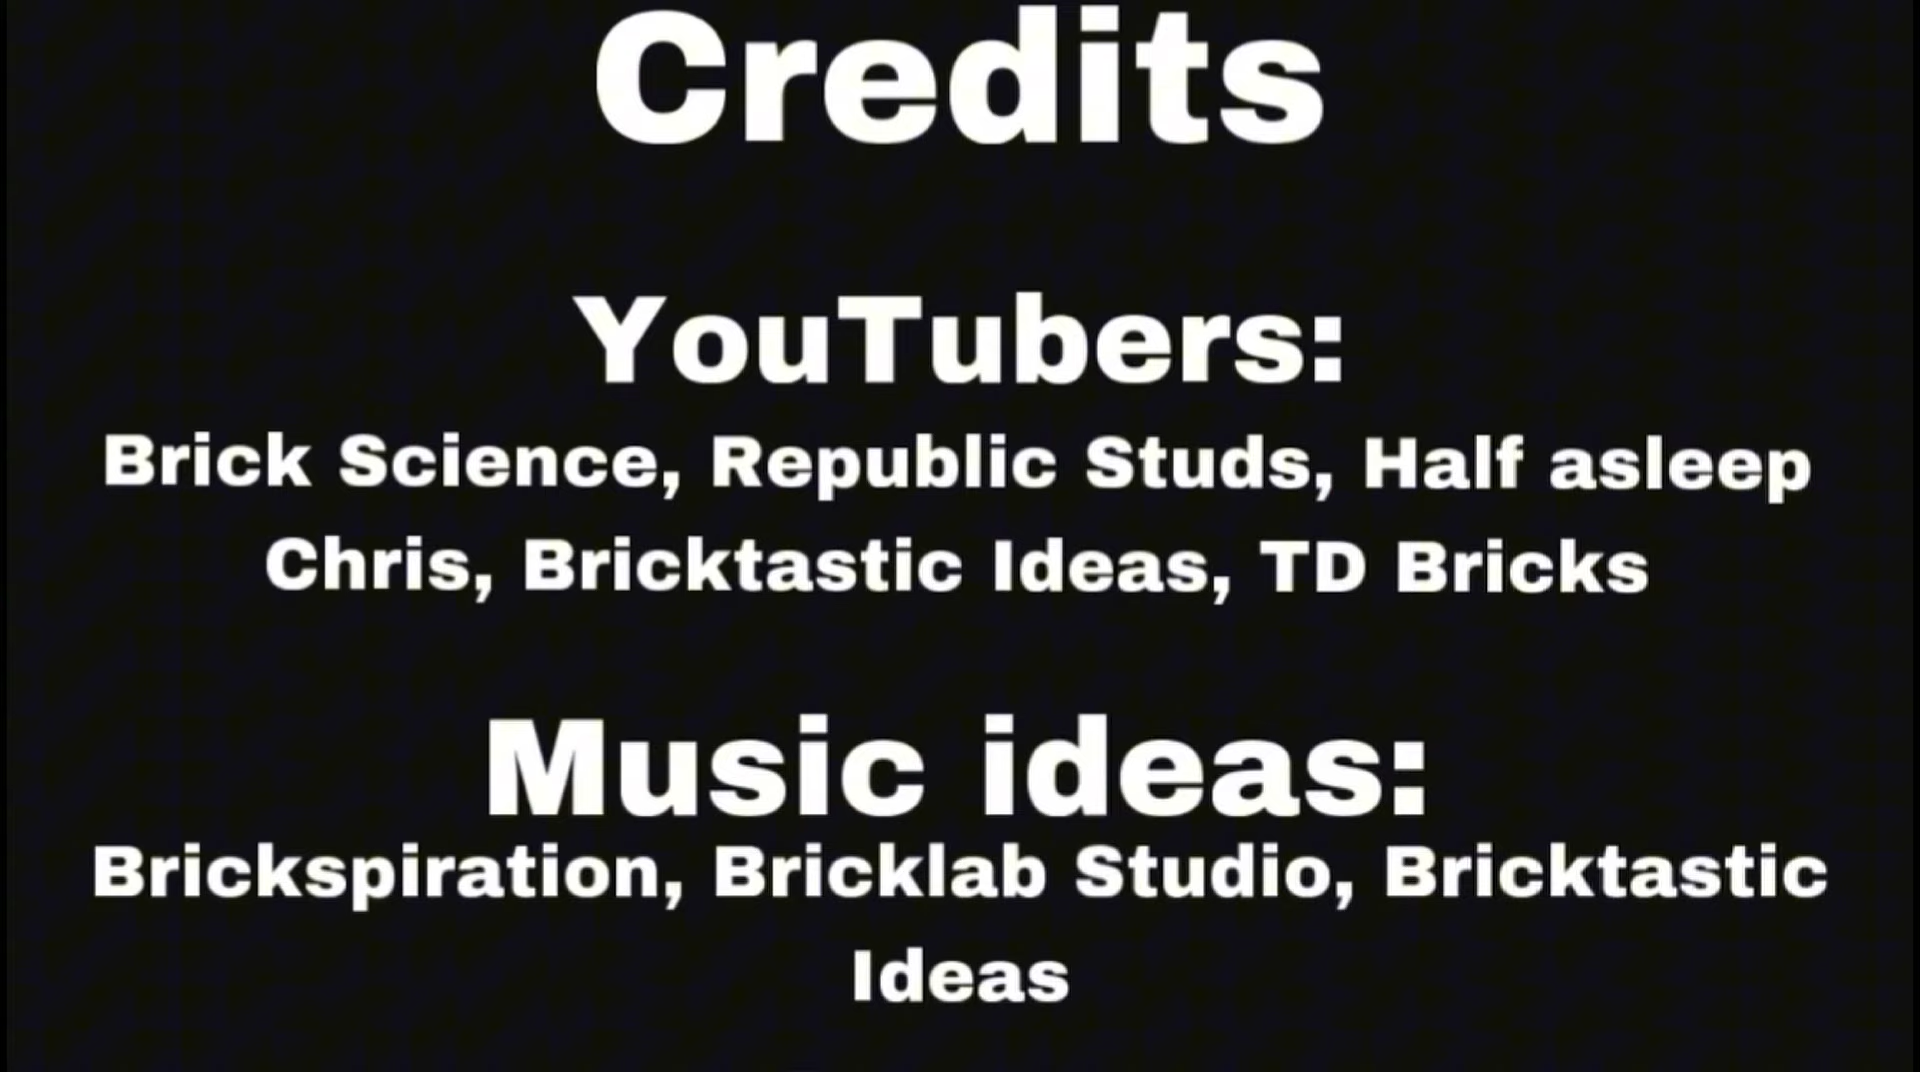 Credits
YouTubers:
Brick Science, Republic Studs, Half asleep
Chris, Bricktastic Ideas, TD Bricks
Music ideas:
Brickspiration, Bricklab Studio, Bricktastic
Ideas